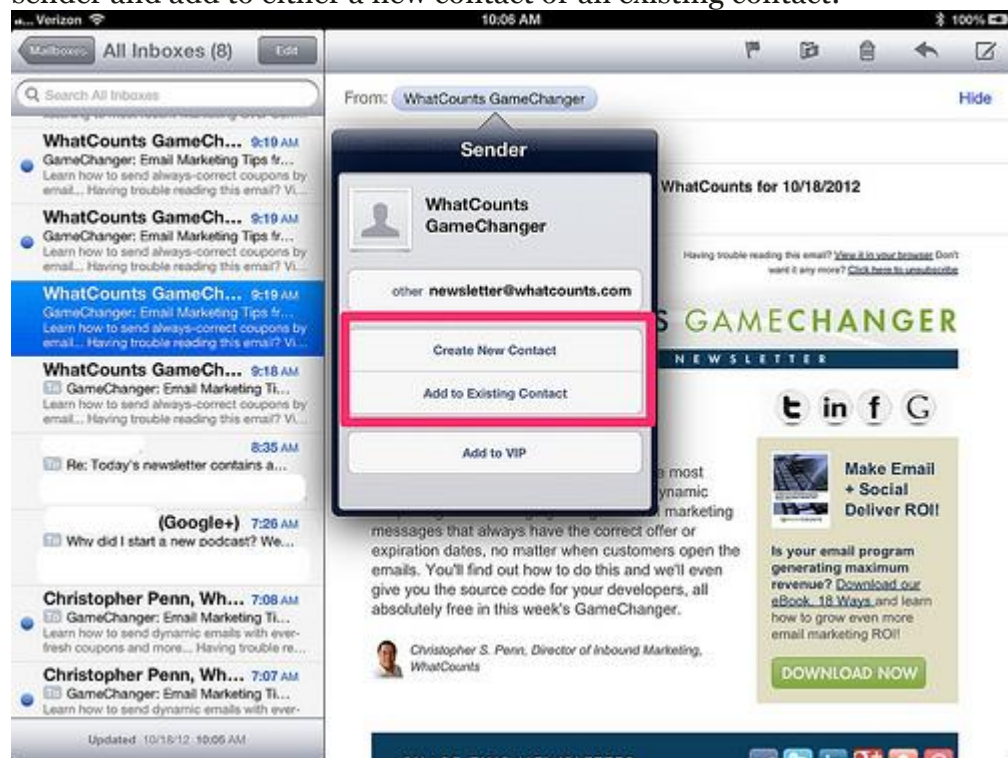 sender and add to either a new contact or an existing contact.
Verizon 10:06 AM 100%
Mailboxes All Inboxes (8) Edit
Search All Inboxes
WhatCounts GameCh... 9:19 AM
GameChanger: Email Marketing Tips fr...
Learn how to send always-correct coupons by
email... Having trouble reading this email? Vi...
WhatCounts GameCh... 9:19 AM
GameChanger: Email Marketing Tips fr...
Learn how to send always-correct coupons by
email... Having trouble reading this email? Vi...
WhatCounts GameCh... 9:19 AM
GameChanger: Email Marketing Tips fr...
Learn how to send always-correct coupons by
email... Having trouble reading this email? Vi...
WhatCounts GameCh... 9:18 AM
To GameChanger: Email Marketing Ti...
Learn how to send always-correct coupons by
email... Having trouble reading this email? Vi...
8:35 AM
To Re: Today's newsletter contains a...
(Google+) 7:26 AM
To Why did I start a new podcast? We...
Christopher Penn, Wh... 7:08 AM
To GameChanger: Email Marketing Ti...
Learn how to send dynamic emails with ever-
fresh coupons and more... Having trouble re...
Christopher Penn, Wh... 7:07 AM
To GameChanger: Email Marketing Ti...
Learn how to send dynamic emails with ever-
Updated 10/18/12 10:05 AM
From: WhatCounts GameChanger Hide
Sender
WhatCounts
GameChanger
other newsletter@whatcounts.com
Create New Contact
Add to Existing Contact
Add to VIP
WhatCounts for 10/18/2012
Having trouble reading this email? View it in your browser Don't
want it any more? Click here to unsubscribe
S GAMECHANGER
NEWSLETTER
t in f G
most
ynamic
marketing
messages that always have the correct offer or
expiration dates, no matter when customers open the
emails. You'll find out how to do this and we'll even
give you the source code for your developers, all
absolutely free in this week's GameChanger.
Christopher S. Penn, Director of Inbound Marketing,
WhatCounts
Make Email
+ Social
Deliver ROI!
Is your email program
generating maximum
revenue? Download our
eBook, 18 Ways and learn
how to grow even more
email marketing ROI!
DOWNLOAD NOW